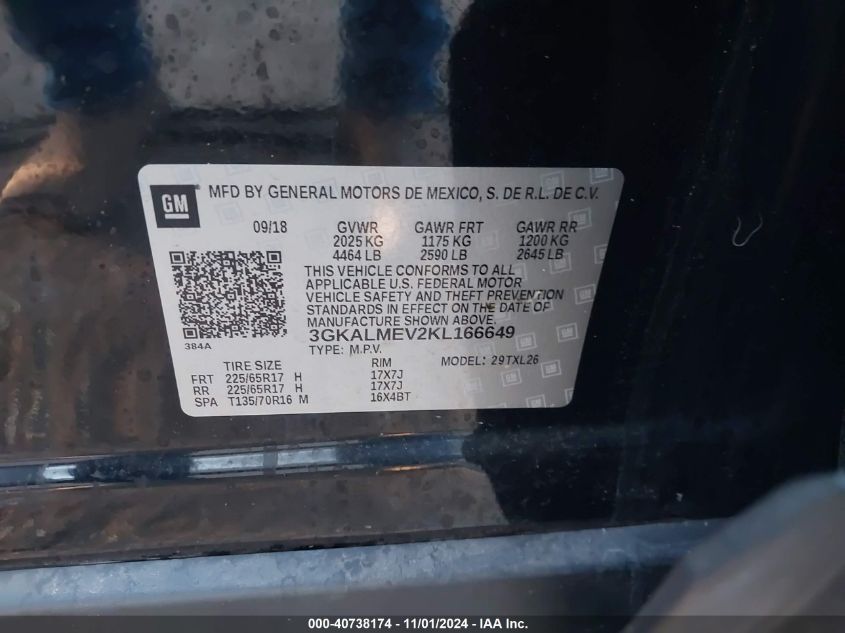 GM
MFD BY GENERAL MOTORS DE MEXICO, S. DE R.L. DE C.V.
09/18 GVWR GAWR FRT GAWR RR
2025 KG 1175 KG 1200 KG
4464 LB 2590 LB 2645 LB
THIS VEHICLE CONFORMS TO ALL
APPLICABLE U.S. FEDERAL MOTOR
VEHICLE SAFETY AND THEFT PREVENTION
STANDARDS IN EFFECT ON THE DATE OF
MANUFACTURE SHOWN ABOVE.
384A 3GKALMEV2KL166649
TYPE: M.P.V. MODEL: 29TXL26
TIRE SIZE RIM
FRT 225/65R17 H 17X7J
RR 225/65R17 H 17X7J
SPA T135/70R16 M 16X4BT
000-40738174 - 11/01/2024 - IAA Inc.